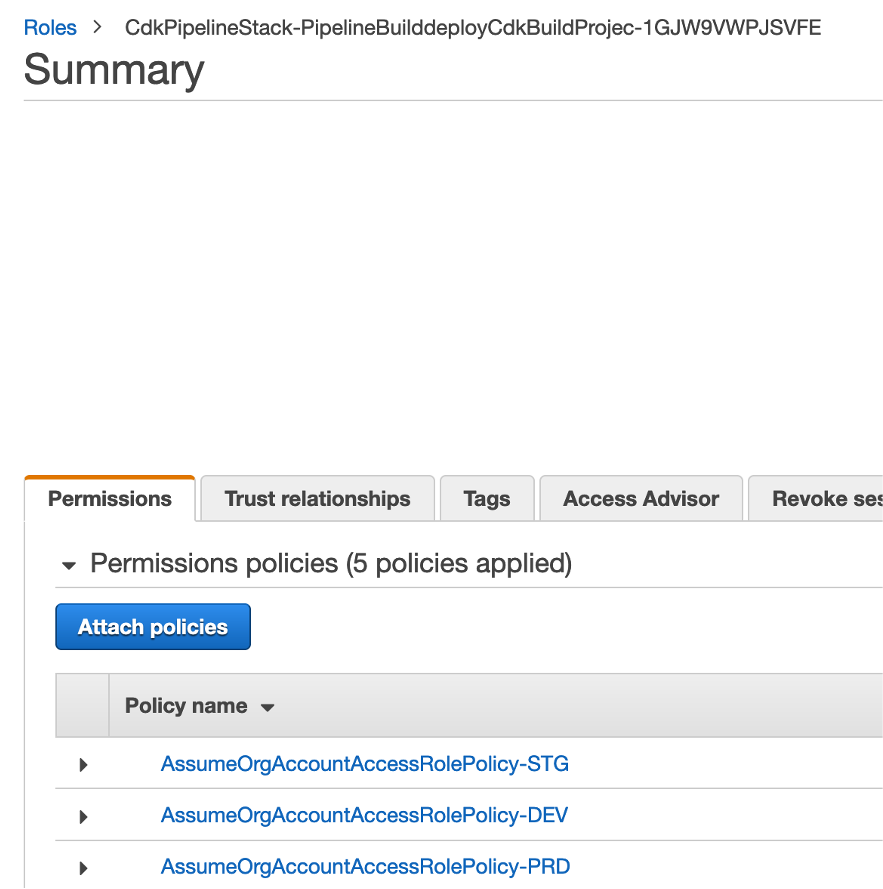 Roles > CdkPipelineStack-PipelineBuilddeployCdkBuildProjec-1GJW9VWPJSVFE
Summary
Permissions Trust relationships Tags Access Advisor Revoke ses
Permissions policies (5 policies applied)
Attach policies
Policy name
AssumeOrgAccountAccessRolePolicy-STG
AssumeOrgAccountAccessRolePolicy-DEV
AssumeOrgAccountAccessRolePolicy-PRD